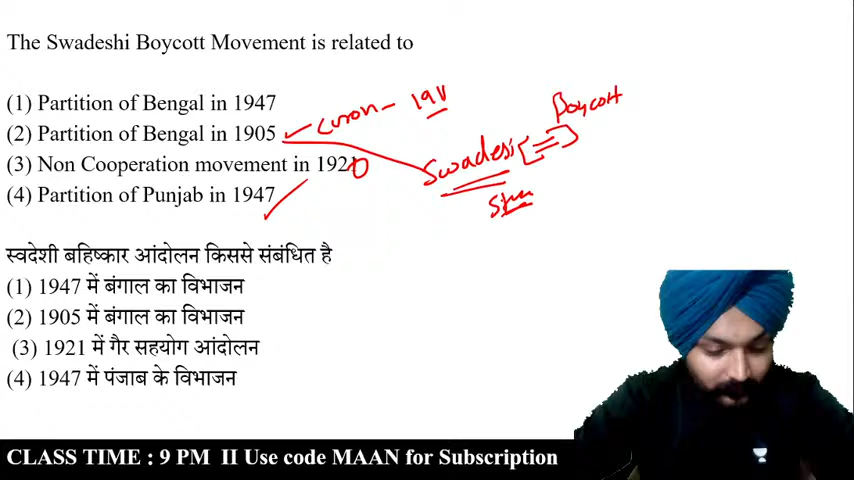 The Swadeshi Boycott Movement is related to
(1) Partition of Bengal in 1947
(2) Partition of Bengal in 1905
(3) Non Cooperation movement in 1921
(4) Partition of Punjab in 1947
Boycott
Swadesi
स्वदेशी बहिष्कार आंदोलन किससे संबंधित है
(1) 1947 में बंगाल का विभाजन
(2) 1905 में बंगाल का विभाजन
(3) 1921 में गैर सहयोग आंदोलन
(4) 1947 में पंजाब के विभाजन
CLASS TIME : 9 PM II Use code MAAN for Subscription